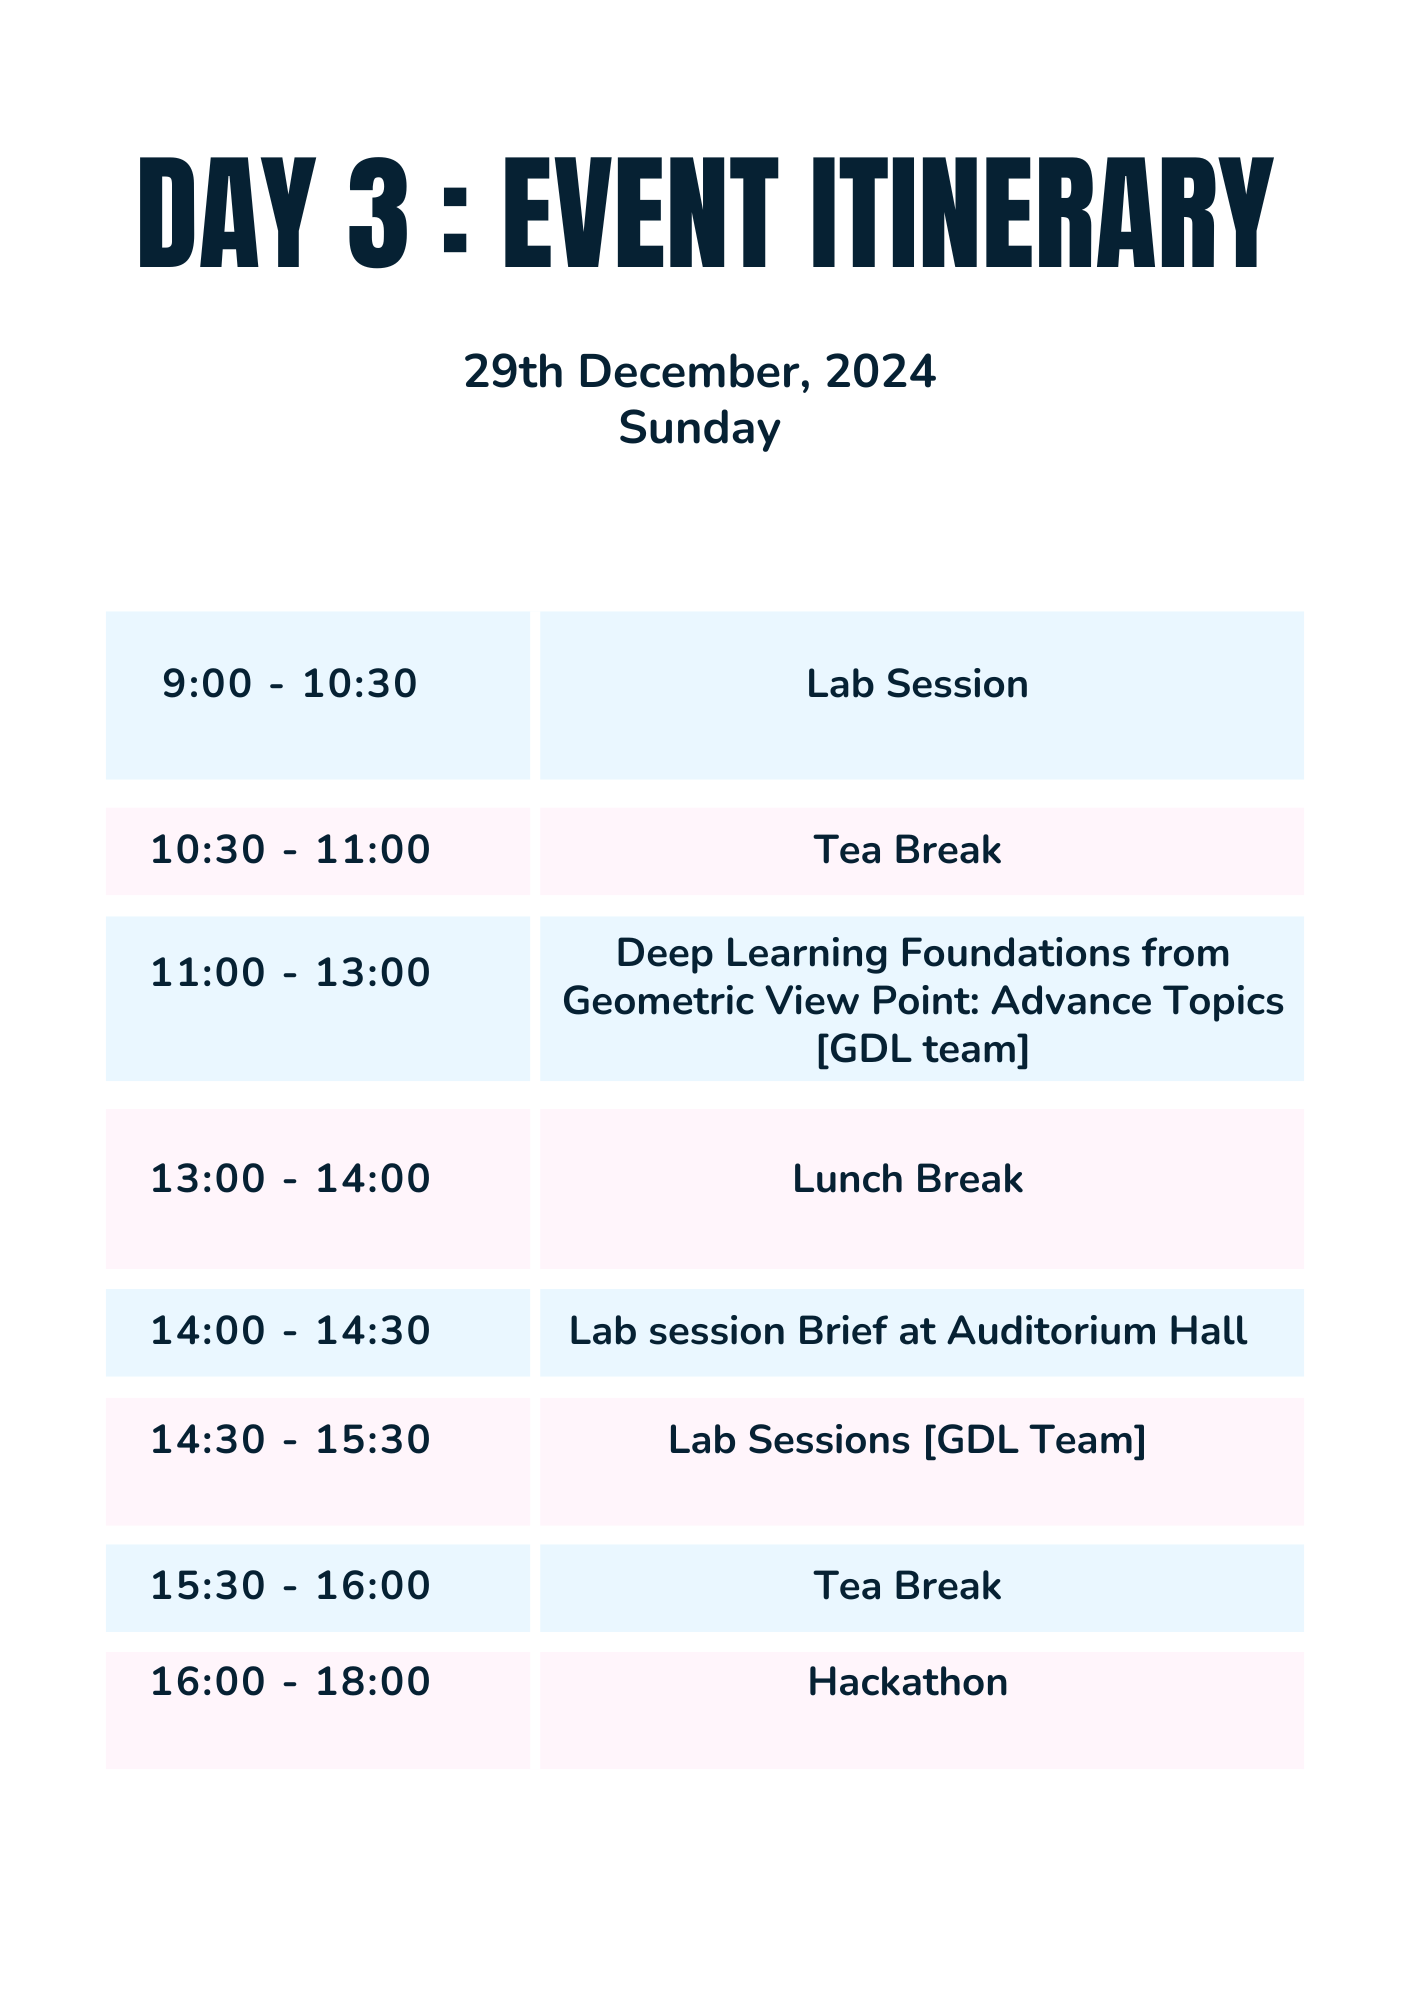 DAY 3 : EVENT ITINERARY
29th December, 2024
Sunday
9:00 - 10:30 Lab Session
10:30 - 11:00 Tea Break
11:00 - 13:00
Deep Learning Foundations from
Geometric View Point: Advance Topics
[GDL team]
13:00 - 14:00 Lunch Break
14:00 - 14:30 Lab session Brief at Auditorium Hall
14:30 - 15:30 Lab Sessions [GDL Team]
15:30 - 16:00 Tea Break
16:00 - 18:00 Hackathon